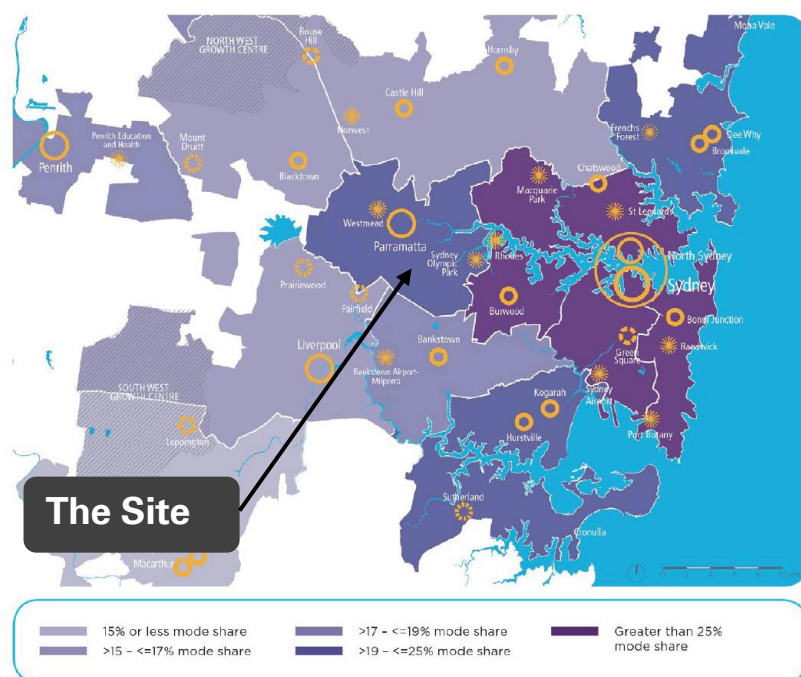 Mona Vale
NORTH WEST
GROWTH CENTRE
Rouse
Hill
Hornsby
Castle Hill
Norwest
Frenchs
Forest
Dee Why
Brookvale
Penrith Education
and Health
Penrith
Mount
Druitt
Blacktown
Chatswood
Macquarie
Park
St Leonards
Westmead
Parramatta
Sydney
Olympic
Park
Rhodes
North Sydney
Sydney
Prairiewood
Fairfield
Burwood
Bondi Junction
Liverpool
Bankstown
Green
Square
Randwick
Bankstown Airport-
Milperra
SOUTH WEST
GROWTH CENTRE
Kogarah
Sydney
Airport
Leppington
Hurstville
Port Botany
The Site
Sutherland
Cronulla
Macarthur
15% or less mode share
>15 – <=17% mode share
>17 – <=19% mode share
>19 – <=25% mode share
Greater than 25%
mode share